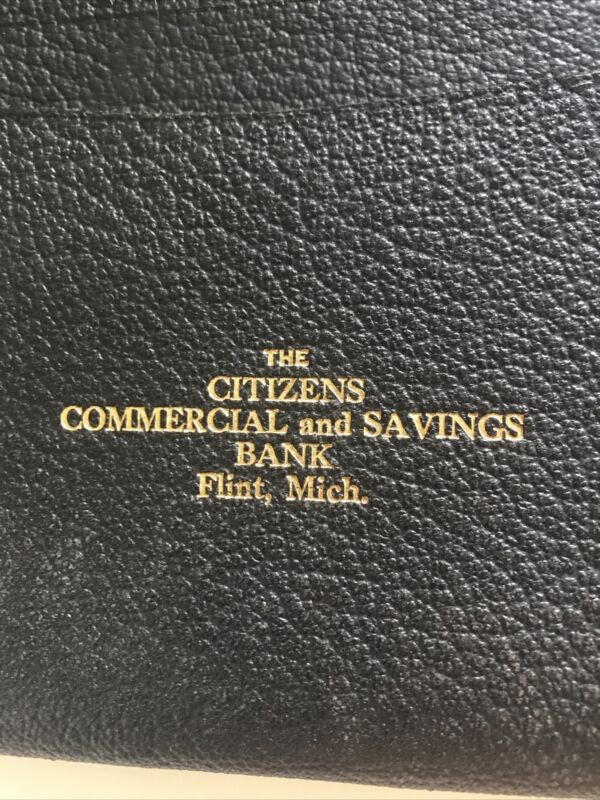 THE
CITIZENS
COMMERCIAL and SAVINGS
BANK
Flint, Mich.